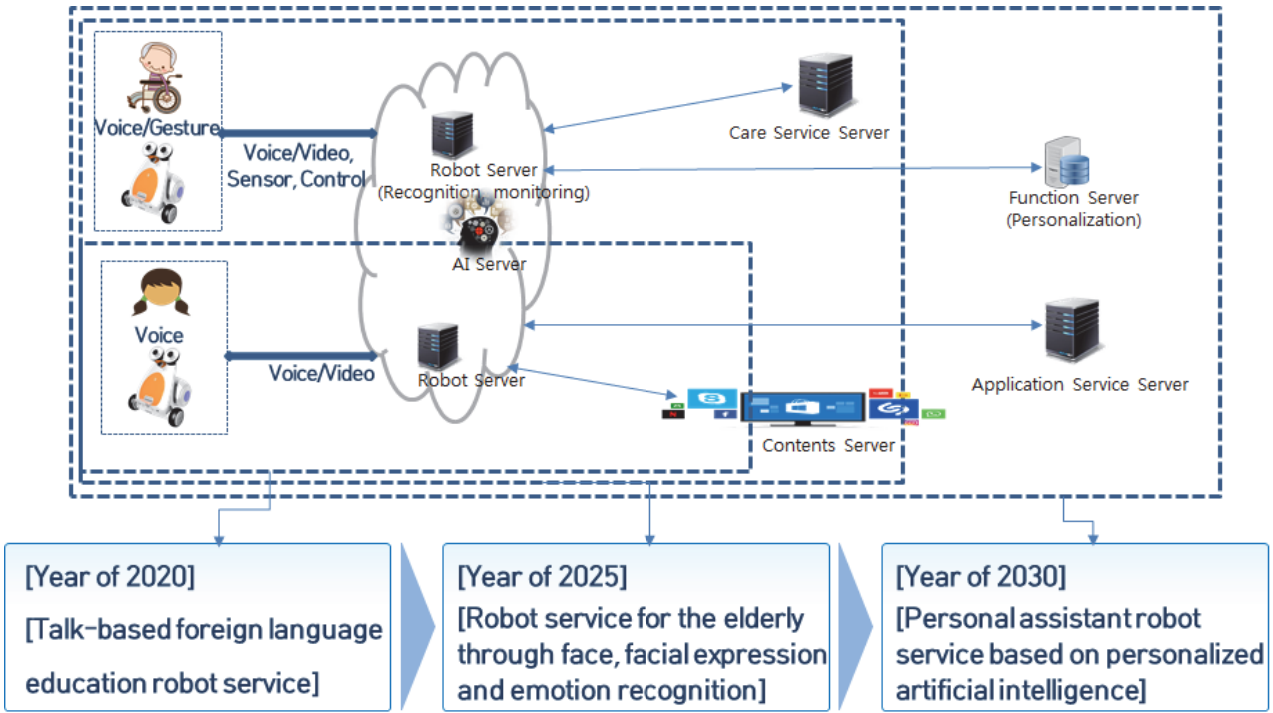 Voice/Gesture
Voice/Video,
Sensor, Control
Robot Server
(Recognition monitoring)
AI Server
Care Service Server
Function Server
(Personalization)
Voice
Voice/Video
Robot Server
Application Service Server
Contents Server
[Year of 2020]
[Talk-based foreign language
education robot service]
[Year of 2025]
[Robot service for the elderly
through face, facial expression
and emotion recognition]
[Year of 2030]
[Personal assistant robot
service based on personalized
artificial intelligence]